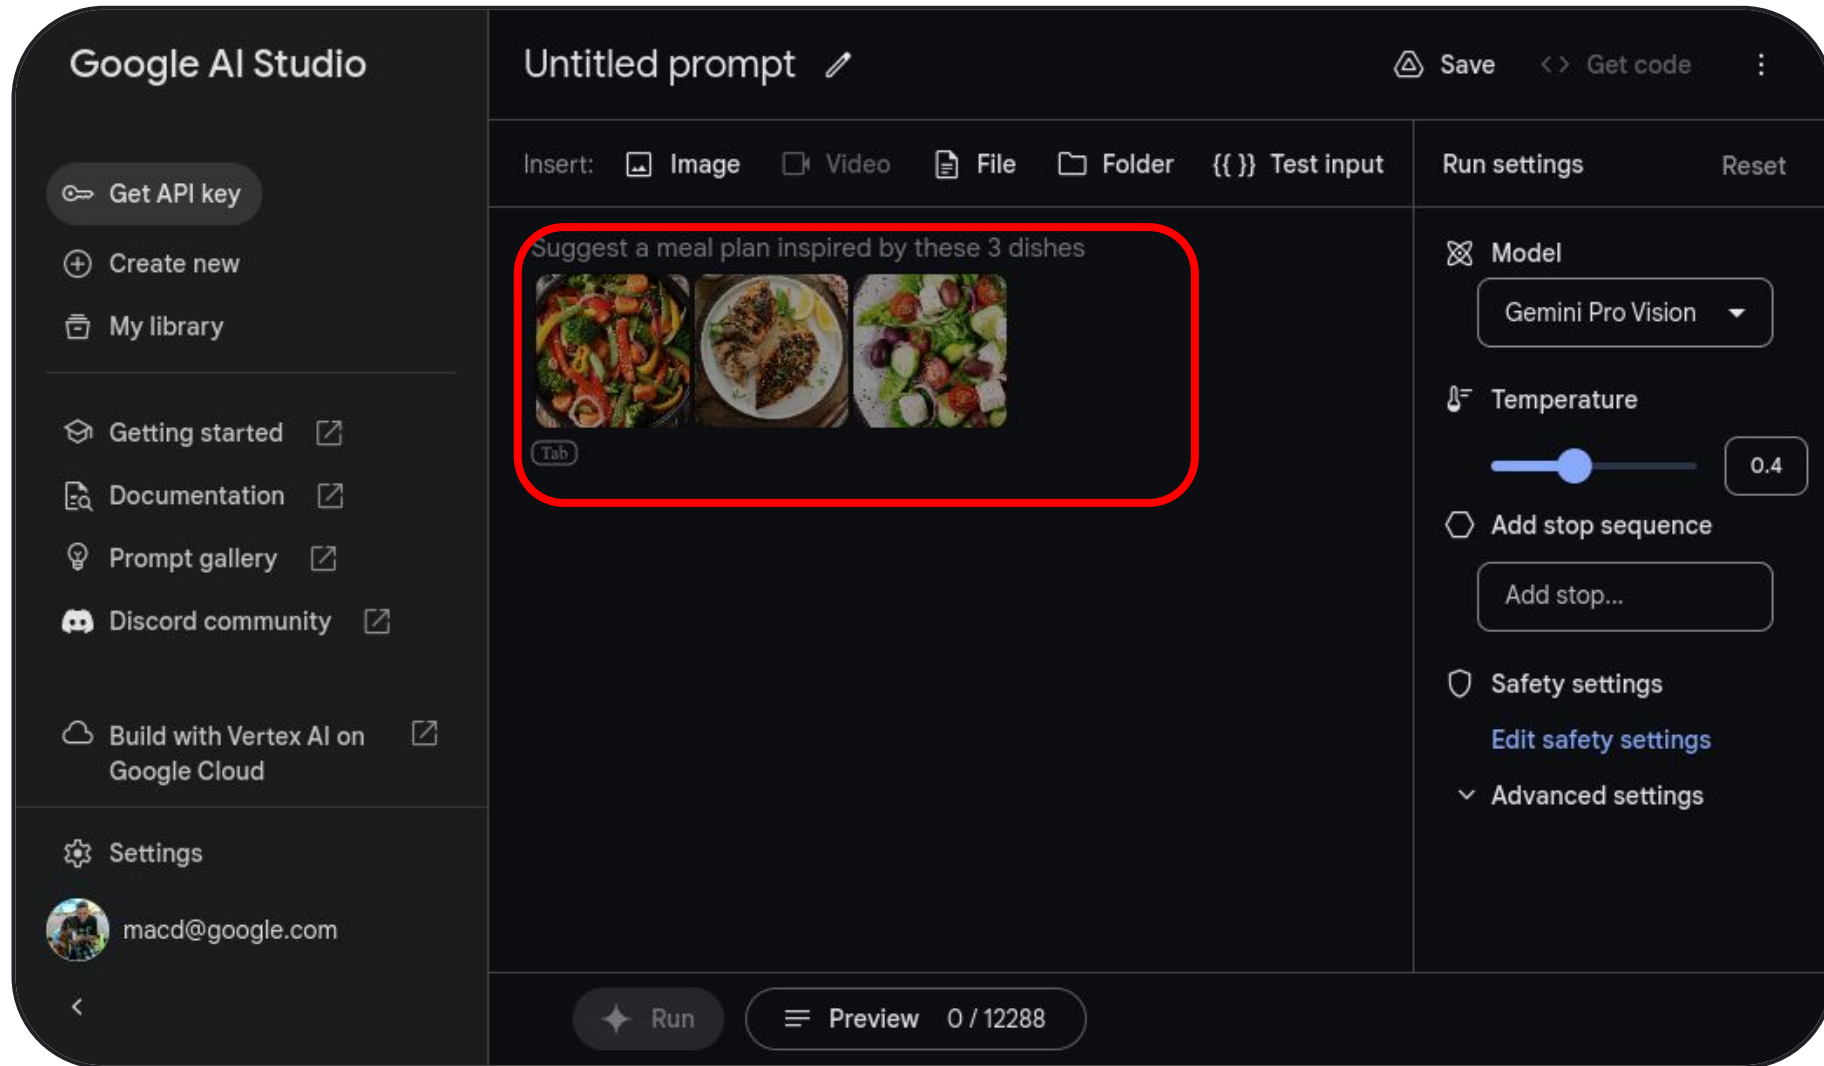 Google AI Studio
Get API key
Create new
My library
Getting started
Documentation
Prompt gallery
Discord community
Build with Vertex AI on
Google Cloud
Settings
macd@google.com
Untitled prompt
Save
<> Get code
Insert:
Image
Video
File
Folder
{{ }} Test input
Suggest a meal plan inspired by these 3 dishes
Tab
Run
Preview 0 / 12288
Run settings
Reset
Model
Gemini Pro Vision
Temperature
0.4
Add stop sequence
Add stop...
Safety settings
Edit safety settings
Advanced settings